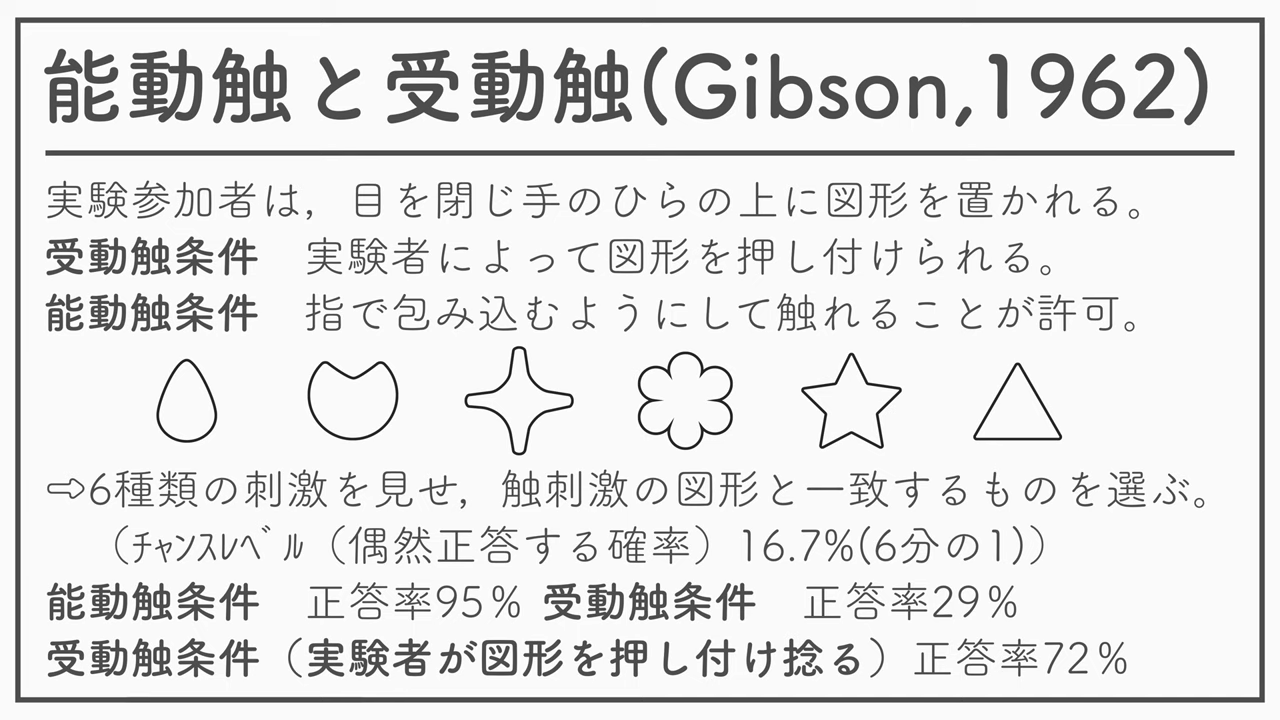 能動触と受動触(Gibson,1962)
実験参加者は，目を閉じ手のひらの上に図形を置かれる。
受動触条件　実験者によって図形を押し付けられる。
能動触条件　指で包み込むようにして触れることが許可。
⇨6種類の刺激を見せ，触刺激の図形と一致するものを選ぶ。
（ﾁｬﾝｽﾚﾍﾞﾙ（偶然正答する確率）16.7%(6分の1)）
能動触条件　正答率95％ 受動触条件　正答率29％
受動触条件（実験者が図形を押し付け捻る）正答率72％